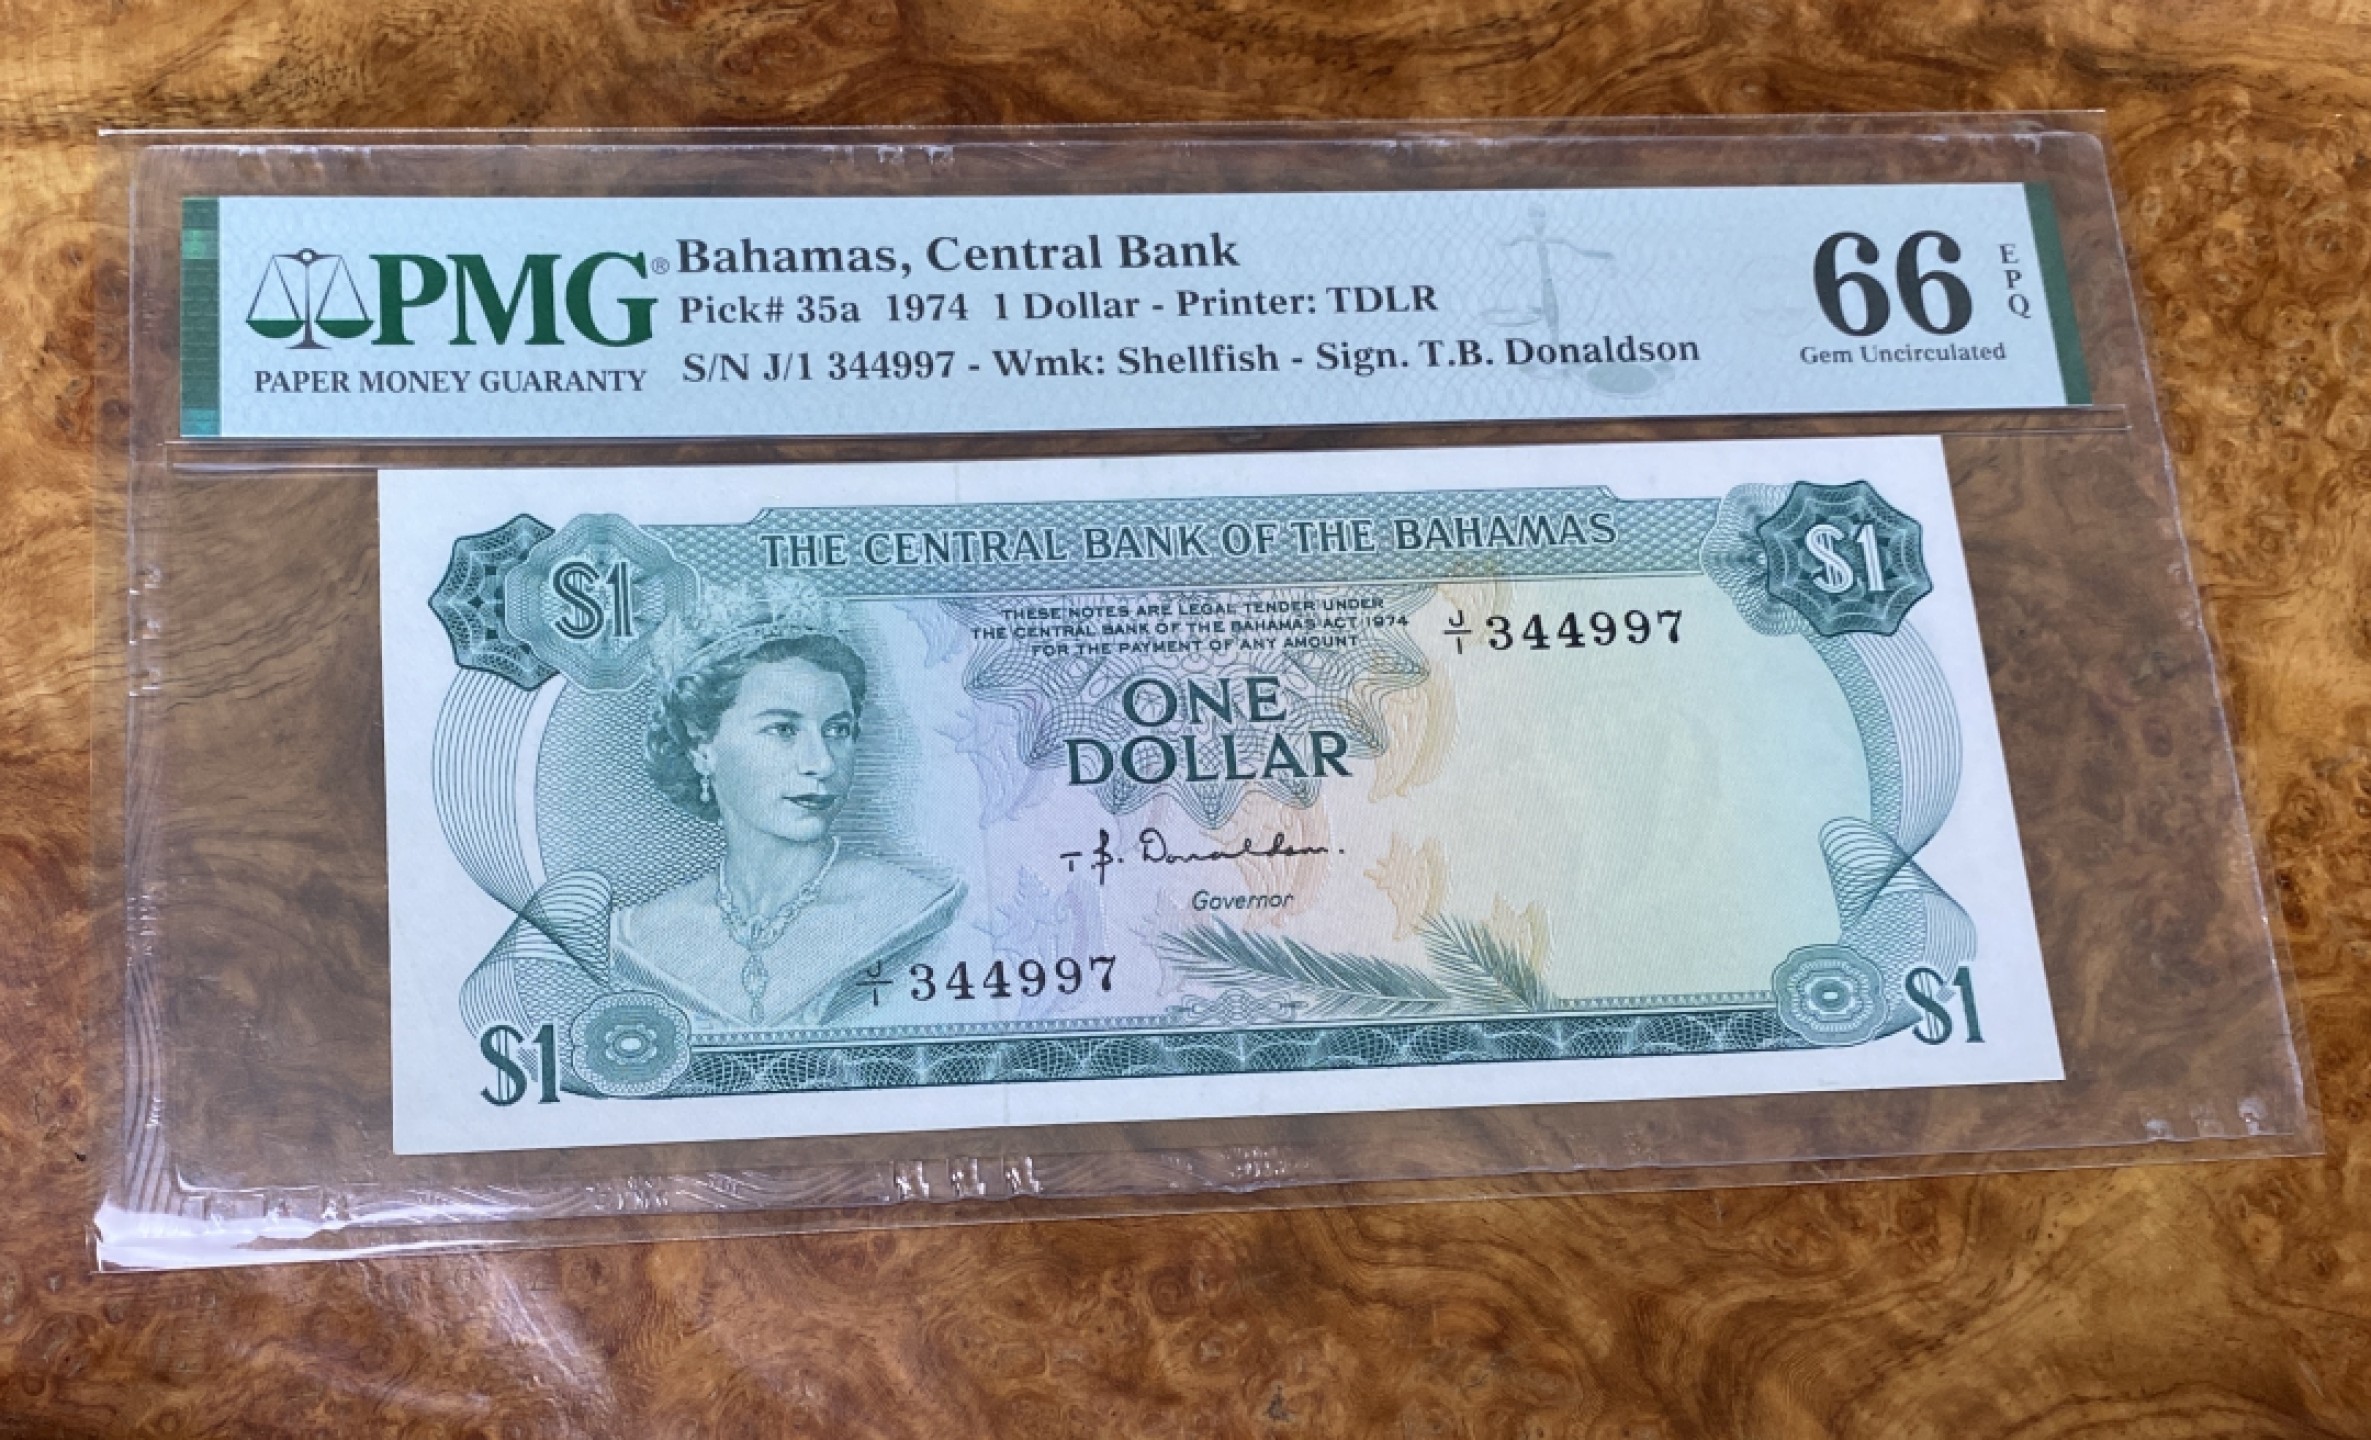 PMG®
PAPER MONEY GUARANTY
Bahamas, Central Bank
Pick# 35a 1974 1 Dollar - Printer: TDLR
S/N J/1 344997 - Wmk: Shellfish - Sign. T.B. Donaldson
66
EPQ
Gem Uncirculated
$1
THE CENTRAL BANK OF THE BAHAMAS
$1
THESE NOTES ARE LEGAL TENDER UNDER
THE CENTRAL BANK OF THE BAHAMAS ACT 1974
FOR THE PAYMENT OF ANY AMOUNT
J/1 344997
ONE
DOLLAR
T.B. Donaldson.
Governor
J/1 344997
$1
$1